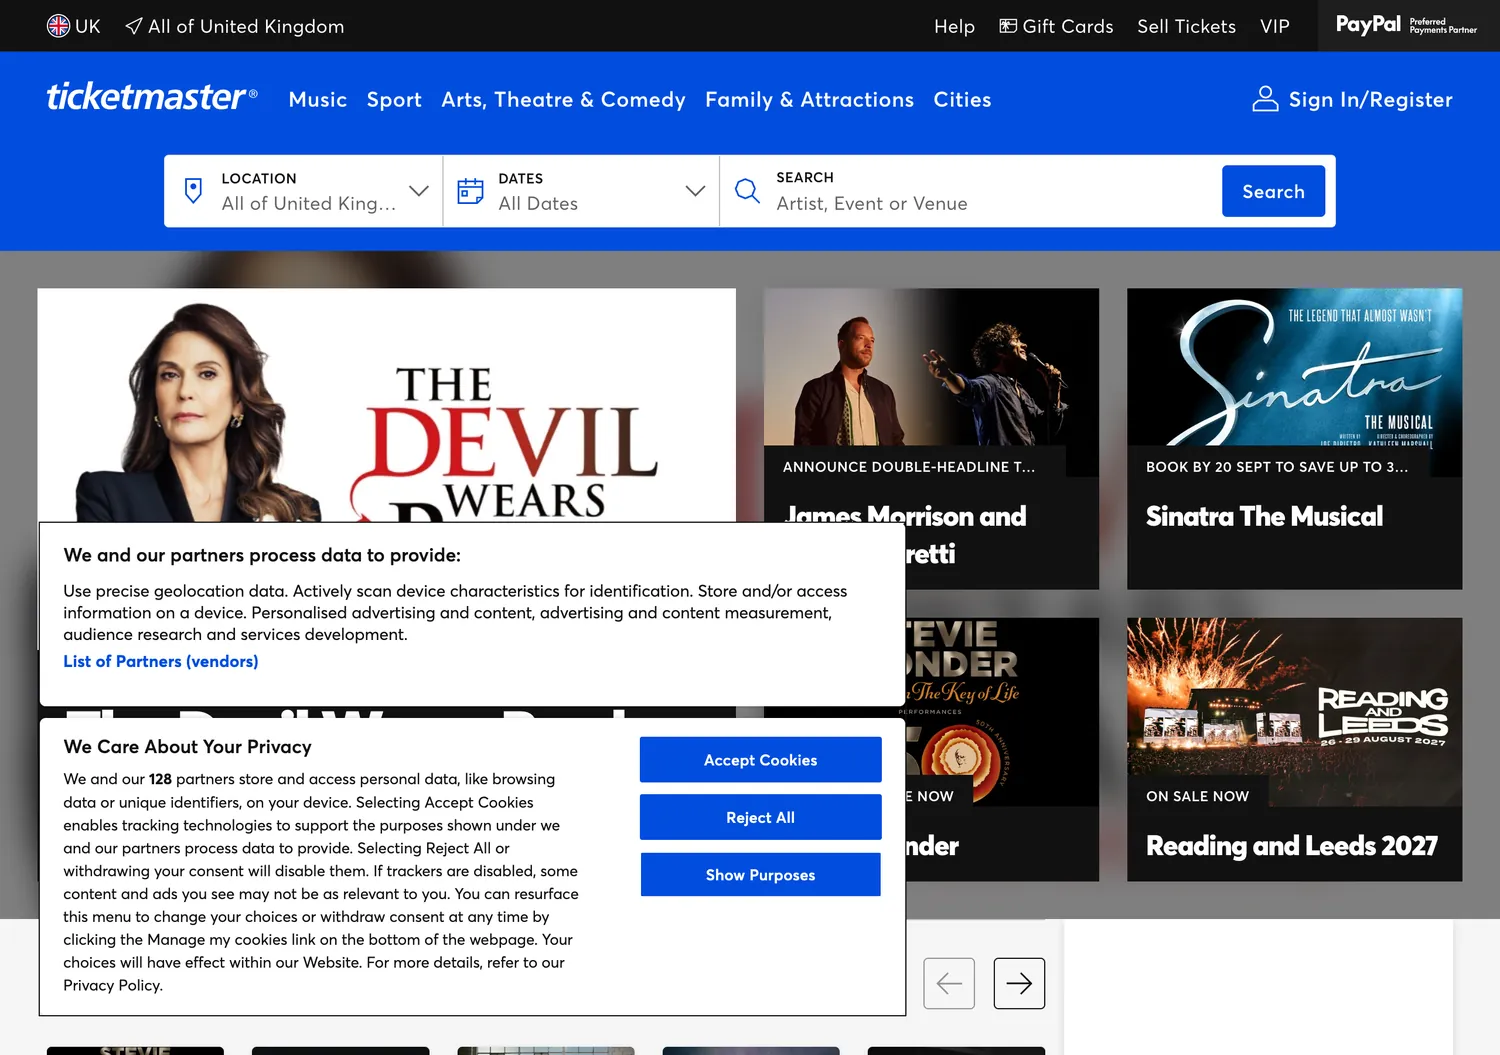 UK
All of United Kingdom
Help
Gift Cards
Sell Tickets
VIP
PayPal Preferred Payments Partner
ticketmaster®
Music
Sport
Arts, Theatre & Comedy
Family & Attractions
Cities
Sign In/Register
LOCATION
All of United King...
DATES
All Dates
SEARCH
Artist, Event or Venue
Search
THE
DEVIL
WEARS
ANNOUNCE DOUBLE-HEADLINE T...
James Morrison and
retti
THE LEGEND THAT ALMOST WASN'T
Sinatra
THE MUSICAL
BOOK BY 20 SEPT TO SAVE UP TO 3...
Sinatra The Musical
We and our partners process data to provide:
Use precise geolocation data. Actively scan device characteristics for identification. Store and/or access
information on a device. Personalised advertising and content, advertising and content measurement,
audience research and services development.
List of Partners (vendors)
We Care About Your Privacy
We and our 128 partners store and access personal data, like browsing
data or unique identifiers, on your device. Selecting Accept Cookies
enables tracking technologies to support the purposes shown under we
and our partners process data to provide. Selecting Reject All or
withdrawing your consent will disable them. If trackers are disabled, some
content and ads you see may not be as relevant to you. You can resurface
this menu to change your choices or withdraw consent at any time by
clicking the Manage my cookies link on the bottom of the webpage. Your
choices will have effect within our Website. For more details, refer to our
Privacy Policy.
Accept Cookies
Reject All
Show Purposes
TEVIE
ONDER
The Key of Life
PERFORMANCES
50TH ANNIVERSARY
E NOW
nder
READING
AND
LEEDS
26 - 29 AUGUST 2027
ON SALE NOW
Reading and Leeds 2027
STEVIE